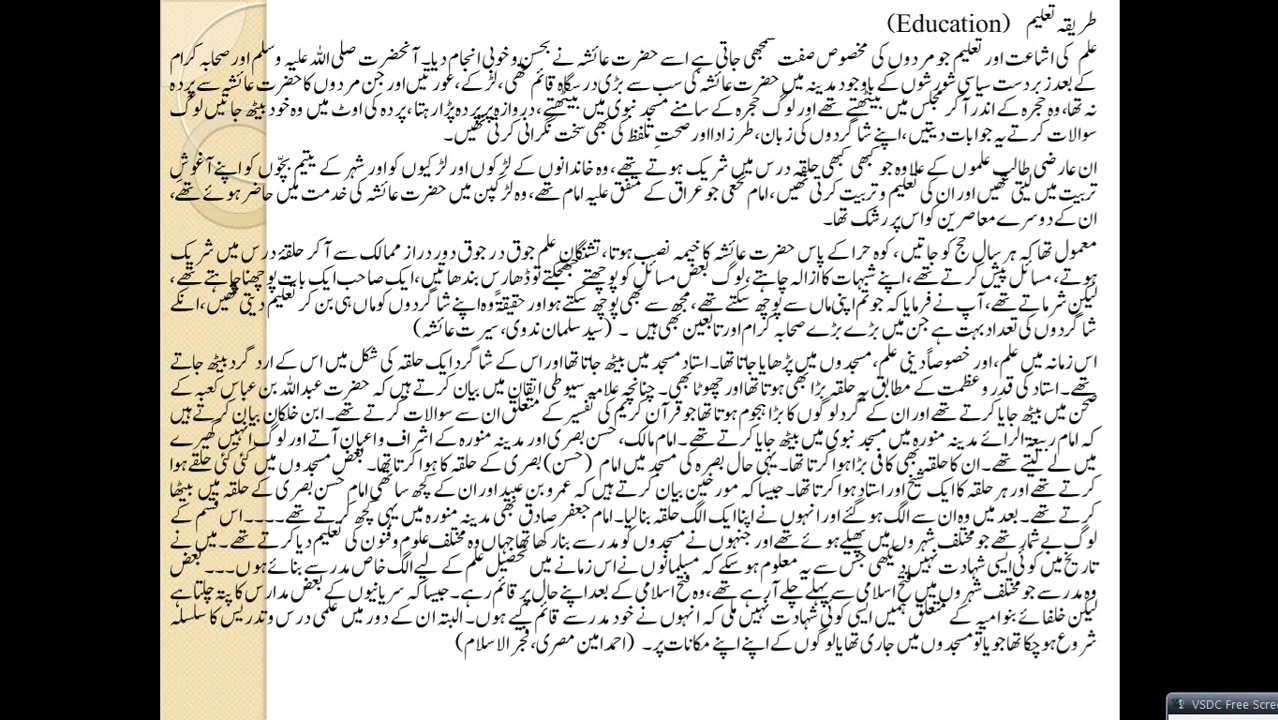 طریقہ تعلیم (Education)
علم کی اشاعت اور تعلیم جو مردوں کی مخصوص صفت سمجھی جاتی ہے اسے حضرت عائشہ نے بحسن و خوبی انجام دیا۔ آنحضرت صلی اللہ علیہ وسلم اور صحابہ کرام
کے بعد زبردست سیاسی شورشوں کے باوجود مدینہ میں حضرت عائشہ کی سب سے بڑی درسگاہ قائم تھی، لڑکے، عورتیں اور جن مردوں کا حضرت عائشہ سے پردہ
نہ تھا، وہ حجرہ کے اندر آ کر مجلس میں بیٹھتے تھے اور لوگ حجرہ کے سامنے مسجد نبوی میں بیٹھتے، دروازہ پر پردہ پڑا رہتا، پردہ کی اوٹ میں وہ خود بیٹھ جاتیں لوگ
سوالات کرتے یہ جوابات دیتیں، اپنے شاگردوں کی زبان، طرز ادا اور صحتِ تلفظ کی بھی سخت نگرانی کرتی تھیں۔
ان عارضی طالب علموں کے علاوہ جو کبھی کبھی حلقہ درس میں شریک ہوتے تھے، وہ خاندانوں کے لڑکوں اور لڑکیوں کو اور شہر کے یتیم بچّوں کو اپنے آغوشِ
تربیت میں لیتی تھیں اور ان کی تعلیم و تربیت کرتی تھیں، امام نخعی جو عراق کے متفق علیہ امام تھے، وہ لڑکپن میں حضرت عائشہ کی خدمت میں حاضر ہوئے تھے،
ان کے دوسرے معاصرین کو اس پر رشک تھا۔
معمول تھا کہ ہر سال حج کو جاتیں، کوہ حرا کے پاس حضرت عائشہ کا خیمہ نصب ہوتا، تشنگانِ علم جوق در جوق دور دراز ممالک سے آ کر حلقۂ درس میں شریک
ہوتے، مسائل پیش کرتے تھے، اپنے شبہات کا ازالہ چاہتے، لوگ بعض مسائل کو پوچھتے جھجکتے تو ڈھارس بندھاتیں، ایک صاحب ایک بات پوچھنا چاہتے تھے،
لیکن شرماتے تھے، آپ نے فرمایا کہ جو تم اپنی ماں سے پوچھ سکتے تھے، مجھ سے بھی پوچھ سکتے ہو اور حقیقۃً وہ اپنے شاگردوں کو ماں ہی بن کر تعلیم دیتی تھیں، انکے
شاگردوں کی تعداد بہت ہے جن میں بڑے بڑے صحابہ کرام اور تابعین بھی ہیں ۔ (سید سلمان ندوی، سیرت عائشہ)
اس زمانہ میں علم، اور خصوصاً دینی علم، مسجدوں میں پڑھایا جاتا تھا۔ استاد مسجد میں بیٹھ جاتا تھا اور اس کے شاگرد ایک حلقہ کی شکل میں اس کے ارد گرد بیٹھ جاتے
تھے۔ استاد کی قدر و عظمت کے مطابق یہ حلقہ بڑا بھی ہوتا تھا اور چھوٹا بھی۔ چنانچہ علامہ سیوطی اتقان میں بیان کرتے ہیں کہ حضرت عبداللہ بن عباس کعبہ کے
صحن میں بیٹھ جایا کرتے تھے اور ان کے گرد لوگوں کا بڑا ہجوم ہوتا تھا جو قرآن کریم کی تفسیر کے متعلق ان سے سوالات کرتے تھے۔ ابن خلکان بیان کرتے ہیں
کہ امام ربیعۃ الرائے مدینہ منورہ میں مسجد نبوی میں بیٹھ جایا کرتے تھے۔ امام مالک، حسن بصری اور مدینہ منورہ کے اشراف و اعیان آتے اور لوگ انہیں گھیرے
میں لے لیتے تھے۔ ان کا حلقہ بھی کافی بڑا ہوا کرتا تھا۔ یہی حال بصرہ کی مسجد میں امام (حسن) بصری کے حلقہ کا ہوا کرتا تھا۔ بعض مسجدوں میں کئی کئی حلقے ہوا
کرتے تھے اور ہر حلقہ کا ایک شیخ اور استاد ہوا کرتا تھا۔ جیسا کہ مورخین بیان کرتے ہیں کہ عمرو بن عبید اور ان کے کچھ ساتھی امام حسن بصری کے حلقہ میں بیٹھا
کرتے تھے۔ بعد میں وہ ان سے الگ ہو گئے اور انہوں نے اپنا ایک الگ حلقہ بنا لیا۔ امام جعفر صادق بھی مدینہ منورہ میں یہی کچھ کرتے تھے۔۔۔۔۔ اس قسم کے
لوگ بے شمار تھے جو مختلف شہروں میں پھیلے ہوئے تھے اور جنہوں نے مسجدوں کو مدرسے بنا رکھا تھا جہاں وہ مختلف علوم و فنون کی تعلیم دیا کرتے تھے۔ میں نے
تاریخ میں کوئی ایسی شہادت نہیں دیکھی جس سے یہ معلوم ہو سکے کہ مسلمانوں نے اس زمانے میں تحصیل علم کے لیے الگ خاص مدرسے بنائے ہوں۔۔۔ بعض
وہ مدرسے جو مختلف شہروں میں فتح اسلامی سے پہلے چلے آ رہے تھے، وہ فتح اسلامی کے بعد اپنے حال پر قائم رہے۔ جیسا کہ سریانیوں کے بعض مدارس کا پتہ چلتا ہے
لیکن خلفائے بنو امیہ کے متعلق ہمیں ایسی کوئی شہادت نہیں ملی کہ انہوں نے خود مدرسے قائم کیے ہوں۔ البتہ ان کے دور میں علمی درس و تدریس کا سلسلہ
شروع ہو چکا تھا جو یا تو مسجدوں میں جاری تھا یا لوگوں کے اپنے اپنے مکانات پر۔ (احمد امین مصری، فجر الاسلام)
VSDC Free Scre